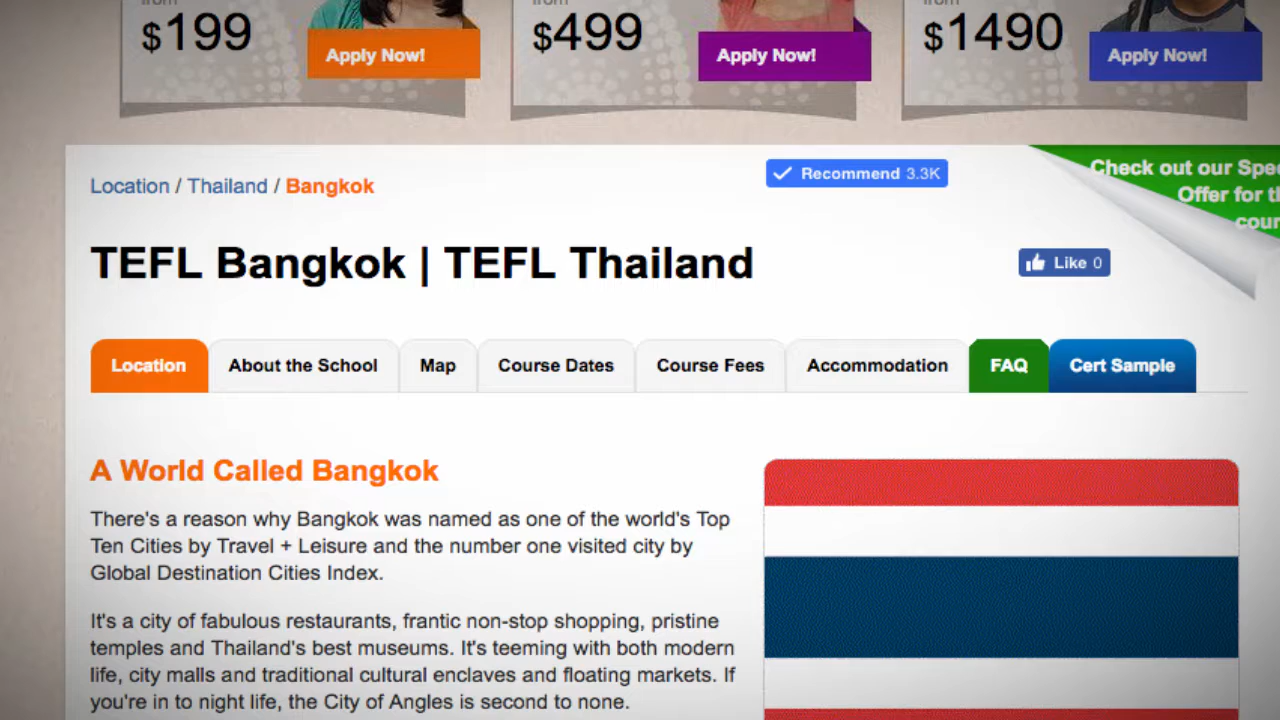 from from from
$199 $499 $1490
Apply Now! Apply Now! Apply Now!
Location / Thailand / Bangkok
Recommend 3.3K
Check out our Spe
Offer for t
cour
TEFL Bangkok | TEFL Thailand
Like 0
Location About the School Map Course Dates Course Fees Accommodation FAQ Cert Sample
A World Called Bangkok
There's a reason why Bangkok was named as one of the world's Top
Ten Cities by Travel + Leisure and the number one visited city by
Global Destination Cities Index.
It's a city of fabulous restaurants, frantic non-stop shopping, pristine
temples and Thailand's best museums. It's teeming with both modern
life, city malls and traditional cultural enclaves and floating markets. If
you're in to night life, the City of Angles is second to none.